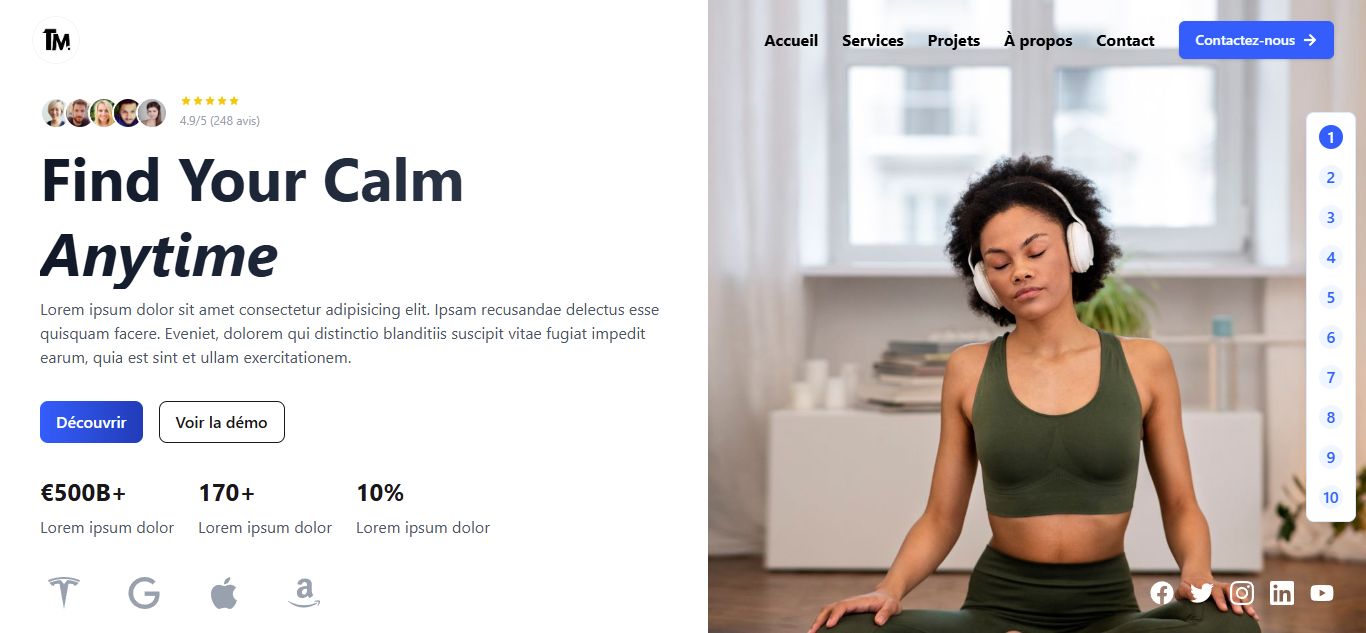 TM
Accueil Services Projets À propos Contact Contactez-nous
4.9/5 (248 avis)
Find Your Calm
Anytime
Lorem ipsum dolor sit amet consectetur adipisicing elit. Ipsam recusandae delectus esse
quisquam facere. Eveniet, dolorem qui distinctio blanditiis suscipit vitae fugiat impedit
earum, quia est sint et ullam exercitationem.
Découvrir Voir la démo
€500B+ 170+ 10%
Lorem ipsum dolor Lorem ipsum dolor Lorem ipsum dolor
1
2
3
4
5
6
7
8
9
10